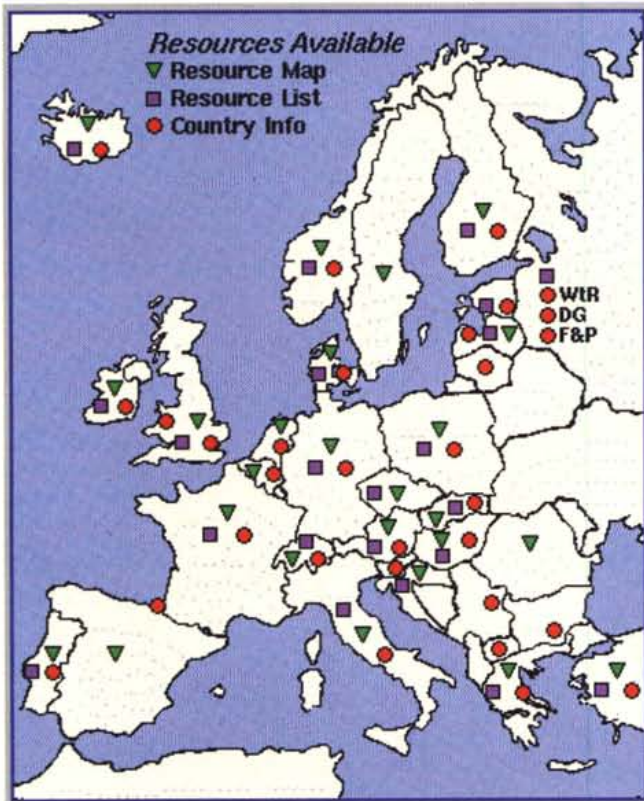 Resources Available
Resource Map
Resource List
Country Info
WtR
DG
F&P